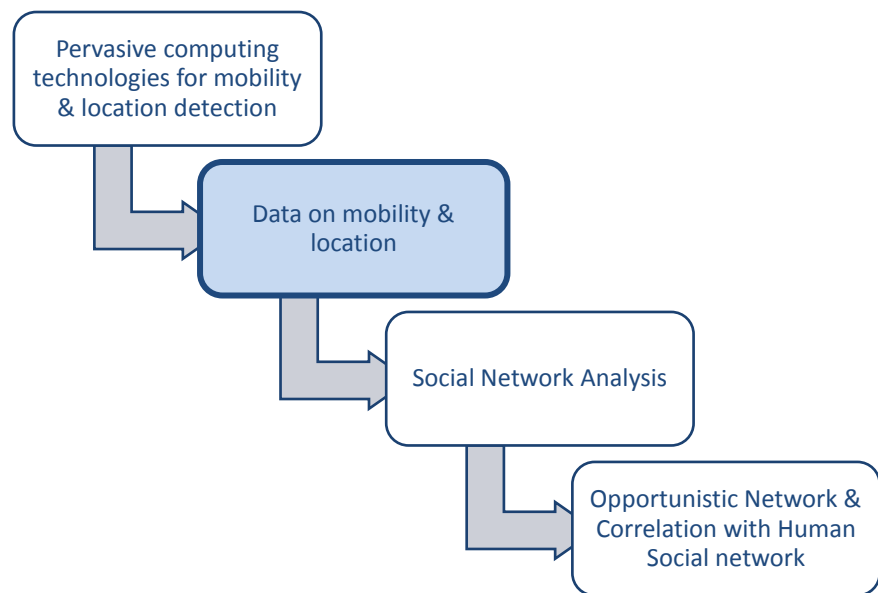 Pervasive computing
technologies for mobility
& location detection
Data on mobility &
location
Social Network Analysis
Opportunistic Network &
Correlation with Human
Social network